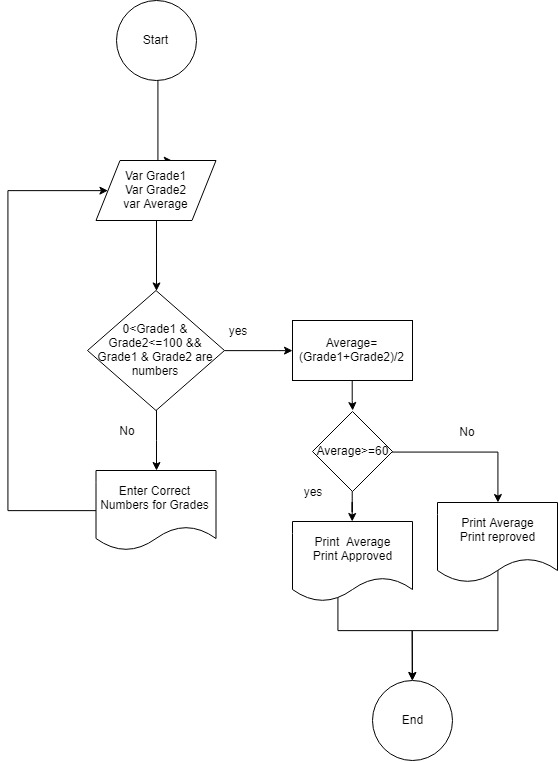 Start
Var Grade1
Var Grade2
var Average
0<Grade1 &
Grade2<=100 &&
Grade1 & Grade2 are
numbers
yes
Average=
(Grade1+Grade2)/2
No
Average>=60
No
yes
Enter Correct
Numbers for Grades
Print Average
Print Approved
Print Average
Print reproved
End